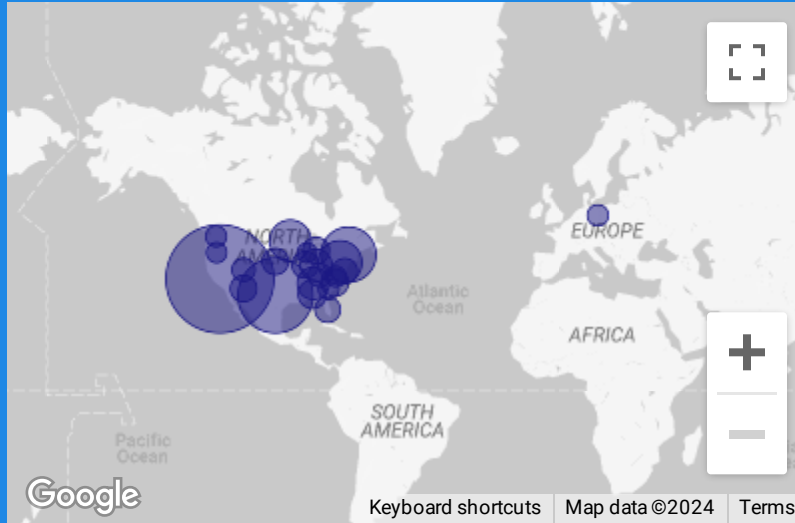 NORTH
AMERICA
EUROPE
Atlantic
Ocean
AFRICA
SOUTH
AMERICA
Pacific
Ocean
Google
Keyboard shortcuts
Map data ©2024
Terms